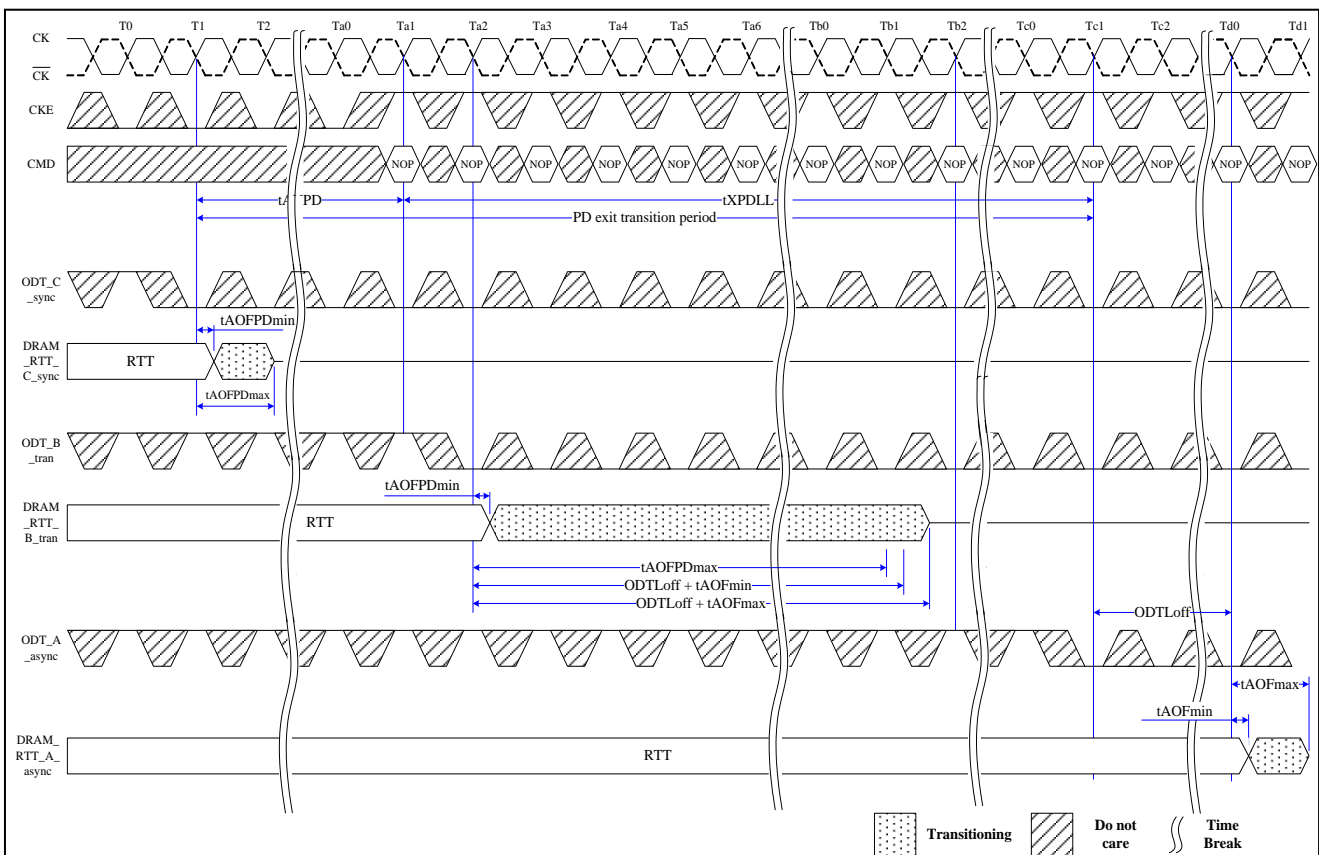 T0 T1 T2 Ta0 Ta1 Ta2 Ta3 Ta4 Ta5 Ta6 Tb0 Tb1 Tb2 Tc0 Tc1 Tc2 Td0 Td1
CK
CK
CKE
CMD
NOP NOP NOP NOP NOP NOP NOP NOP NOP NOP NOP NOP NOP NOP
tXPDLL
PD exit transition period
ODT_C
_sync
tAOFPDmin
DRAM
_RTT_
C_sync
RTT
tAOFPDmax
ODT_B
_tran
tAOFPDmin
DRAM
_RTT_
B_tran
RTT
tAOFPDmax
ODTLoff + tAOFmin
ODTLoff + tAOFmax
ODTLoff
ODT_A
_async
tAOFmax
tAOFmin
DRAM_
RTT_A_
async
RTT
Transitioning
Do not
care
Time
Break